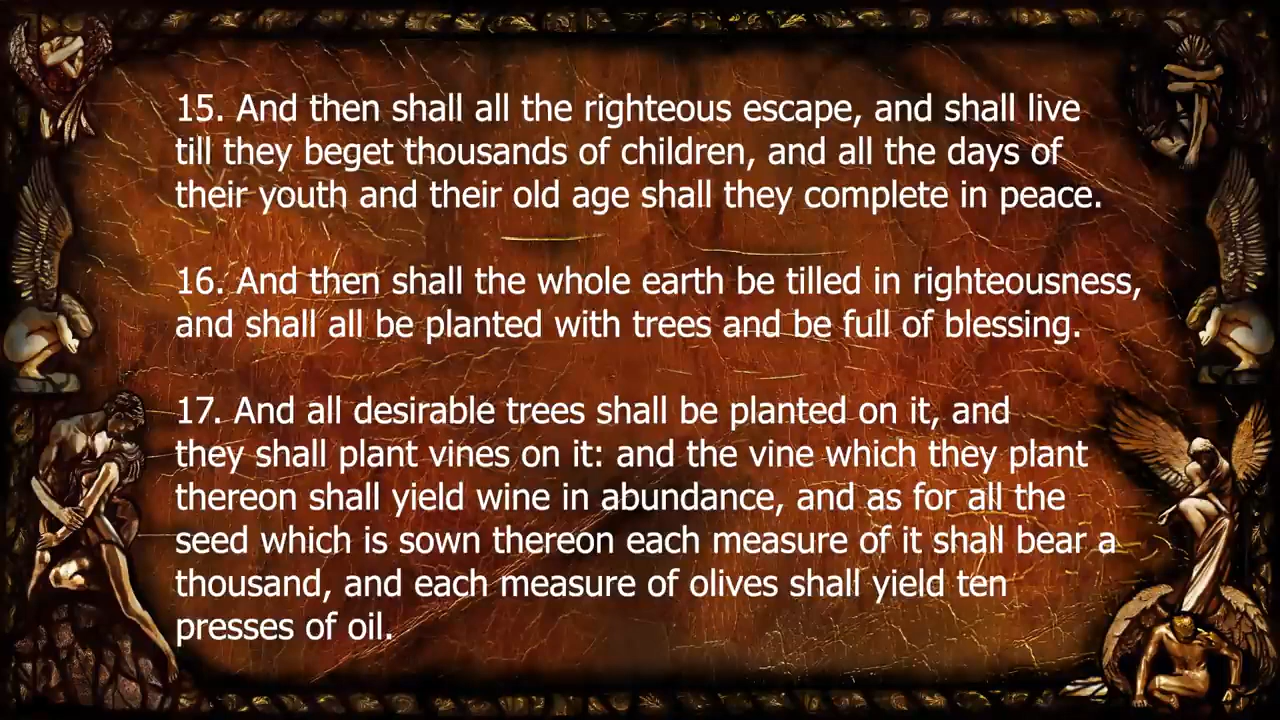 15. And then shall all the righteous escape, and shall live
till they beget thousands of children, and all the days of
their youth and their old age shall they complete in peace.
16. And then shall the whole earth be tilled in righteousness,
and shall all be planted with trees and be full of blessing.
17. And all desirable trees shall be planted on it, and
they shall plant vines on it: and the vine which they plant
thereon shall yield wine in abundance, and as for all the
seed which is sown thereon each measure of it shall bear a
thousand, and each measure of olives shall yield ten
presses of oil.